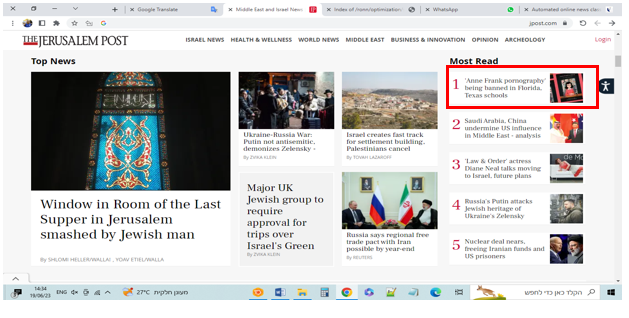 Google Translate
Middle East and Israel News
Index of /ronn/optimisation
WhatsApp
Automated online news clas
jpost.com
THE JERUSALEM POST
ISRAEL NEWS HEALTH & WELLNESS WORLD NEWS MIDDLE EAST BUSINESS & INNOVATION OPINION ARCHEOLOGY
Login
Top News
Window in Room of the Last
Supper in Jerusalem
smashed by Jewish man
By SHLOMI HELLER/WALLA!, YOAV ETIEL/WALLA
Ukraine-Russia War:
Putin not antisemitic,
demonizes Zelensky -
By ZVIKA KLEIN
Major UK
Jewish group to
require
approval for
trips over
Israel's Green
By ZVIKA KLEIN
Israel creates fast track
for settlement building,
Palestinians cancel
By TOVAH LAZAROFF
Russia says regional free
trade pact with Iran
possible by year-end
By REUTERS
Most Read
1 'Anne Frank pornography'
being banned in Florida,
Texas schools
2 Saudi Arabia, China
undermine US influence
in Middle East - analysis
3 'Law & Order' actress
Diane Neal talks moving
to Israel, future plans
4 Russia's Putin attacks
Jewish heritage of
Ukraine's Zelensky
5 Nuclear deal nears,
freeing Iranian funds and
US prisoners
14:34
19/06/23
ENG
27°C מעונן חלקית
הקלד כאן כדי לחפש